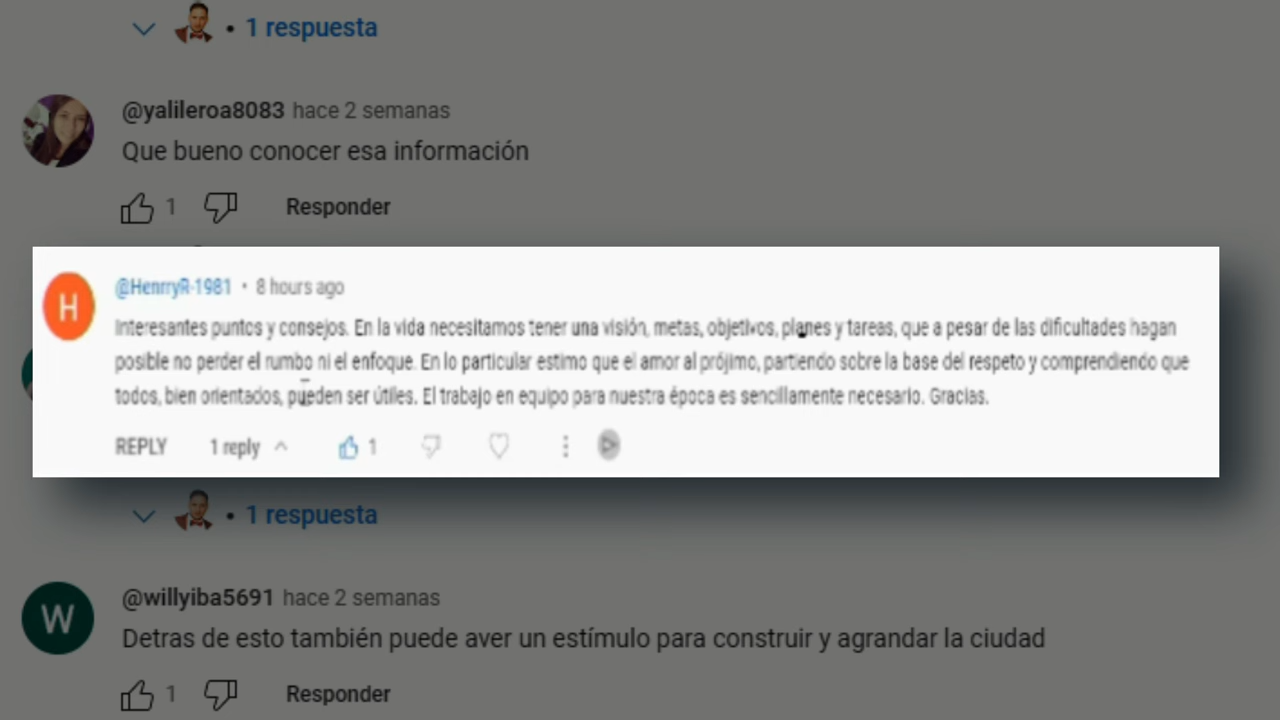 • 1 respuesta
@yalileroa8083 hace 2 semanas
Que bueno conocer esa información
1 Responder
H
@HenrryR-1981 • 8 hours ago
Interesantes puntos y consejos. En la vida necesitamos tener una visión, metas, objetivos, planes y tareas, que a pesar de las dificultades hagan
posible no perder el rumbo ni el enfoque. En lo particular estimo que el amor al prójimo, partiendo sobre la base del respeto y comprendiendo que
todos, bien orientados, pueden ser útiles. El trabajo en equipo para nuestra época es sencillamente necesario. Gracias.
REPLY 1 reply 1
• 1 respuesta
W
@willyiba5691 hace 2 semanas
Detras de esto también puede aver un estímulo para construir y agrandar la ciudad
1 Responder